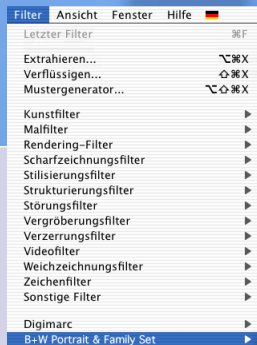 Filter Ansicht Fenster Hilfe
Letzter Filter ⌘F
Extrahieren... ⌥⌘X
Verflüssigen... ⇧⌘X
Mustergenerator... ⌥⇧⌘X
Kunstfilter
Malfilter
Rendering-Filter
Scharfzeichnungsfilter
Stilisierungsfilter
Strukturierungsfilter
Störungsfilter
Vergröberungsfilter
Verzerrungsfilter
Videofilter
Weichzeichnungsfilter
Zeichenfilter
Sonstige Filter
Digimarc
B+W Portrait & Family Set